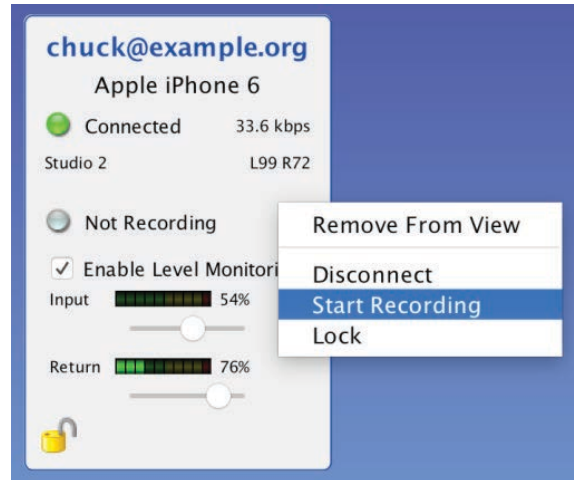 chuck@example.org
Apple iPhone 6
Connected 33.6 kbps
Studio 2 L99 R72
Not Recording
Enable Level Monitori
Input 54%
Return 76%
Remove From View
Disconnect
Start Recording
Lock